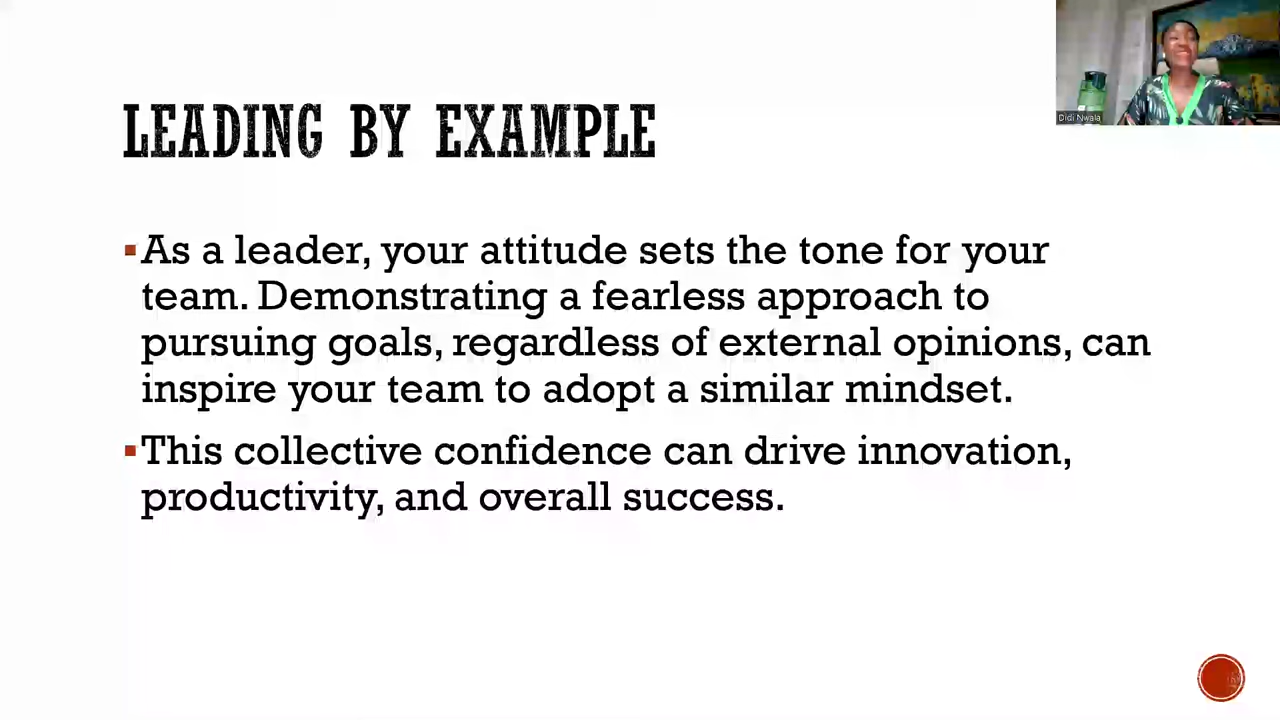 Didi Nwala
LEADING BY EXAMPLE
▪As a leader, your attitude sets the tone for your
team. Demonstrating a fearless approach to
pursuing goals, regardless of external opinions, can
inspire your team to adopt a similar mindset.
▪This collective confidence can drive innovation,
productivity, and overall success.